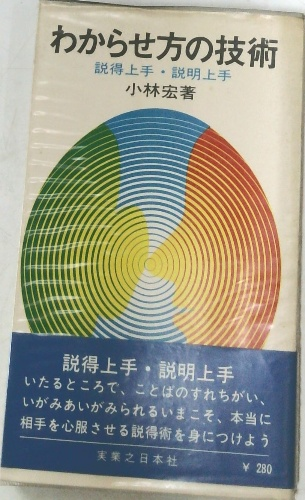 わからせ方の技術
説得上手・説明上手
小林宏著
説得上手・説明上手
いたるところで、ことばのすれちがい、
いがみあいがみられるいまこそ、本当に
相手を心服させる説得術を身につけよう
実業之日本社
¥ 280